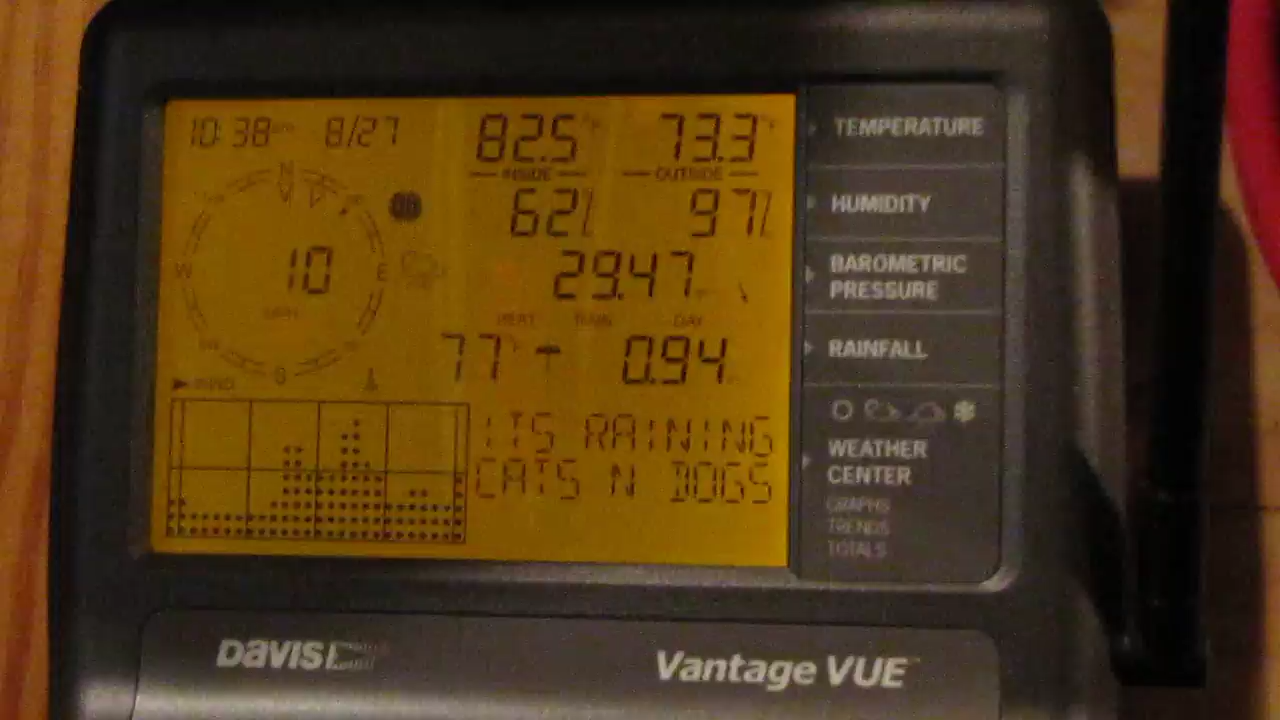 10:38 8/27
82.5 °F 73.3 °F
INSIDE OUTSIDE
N
62% 97%
W 10 E
MPH
29.47
HEAT RAIN DAY
77 0.94
S
WIND
ITS RAINING
CATS N DOGS
TEMPERATURE
HUMIDITY
BAROMETRIC
PRESSURE
RAINFALL
WEATHER
CENTER
GRAPHS
TRENDS
TOTALS
DAVIS
Vantage VUE